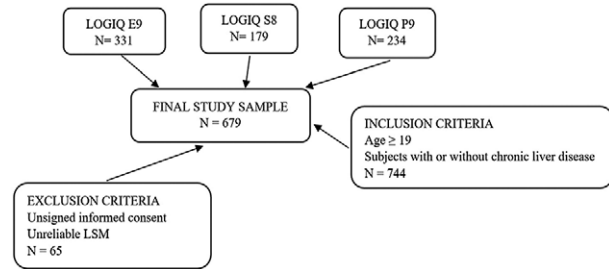 LOGIQ E9
N= 331
LOGIQ S8
N= 179
LOGIQ P9
N= 234
FINAL STUDY SAMPLE
N = 679
INCLUSION CRITERIA
Age ≥ 19
Subjects with or without chronic liver disease
N = 744
EXCLUSION CRITERIA
Unsigned informed consent
Unreliable LSM
N = 65